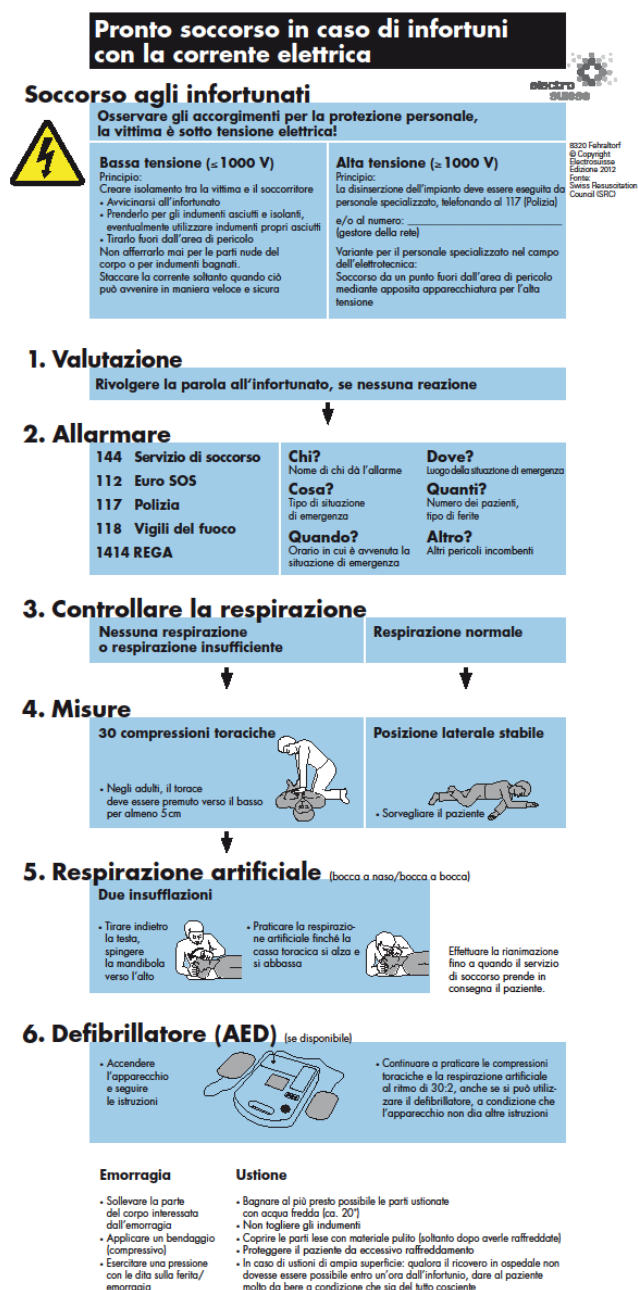 Pronto soccorso in caso di infortuni
con la corrente elettrica
electro
suisse
Soccorso agli infortunati
8320 Fehraltorf
© Copyright
Electrosuisse
Edizione 2012
Fonte:
Swiss Resuscitation
Council (SRC)
Osservare gli accorgimenti per la protezione personale,
la vittima è sotto tensione elettrica!
Bassa tensione (≤ 1000 V)
Principio:
Creare isolamento tra la vittima e il soccorritore
• Avvicinarsi all'infortunato
• Prenderlo per gli indumenti asciutti e isolanti,
eventualmente utilizzare indumenti propri asciutti
• Tirarlo fuori dall'area di pericolo
Non afferrarlo mai per le parti nude del
corpo o per indumenti bagnati.
Staccare la corrente soltanto quando ciò
può avvenire in maniera veloce e sicura
Alta tensione (≥ 1000 V)
Principio:
La disinserzione dell'impianto deve essere eseguita da
personale specializzato, telefonando al 117 (Polizia)
e/o al numero: ____________________
(gestore della rete)
Variante per il personale specializzato nel campo
dell'elettrotecnica:
Soccorso da un punto fuori dall'area di pericolo
mediante apposita apparecchiatura per l'alta
tensione
1. Valutazione
Rivolgere la parola all'infortunato, se nessuna reazione
2. Allarmare
144 Servizio di soccorso
112 Euro SOS
117 Polizia
118 Vigili del fuoco
1414 REGA
Chi?
Nome di chi dà l'allarme
Cosa?
Tipo di situazione
di emergenza
Quando?
Orario in cui è avvenuta la
situazione di emergenza
Dove?
Luogo della situazione di emergenza
Quanti?
Numero dei pazienti,
tipo di ferite
Altro?
Altri pericoli incombenti
3. Controllare la respirazione
Nessuna respirazione
o respirazione insufficiente
Respirazione normale
4. Misure
30 compressioni toraciche
• Negli adulti, il torace
deve essere premuto verso il basso
per almeno 5 cm
Posizione laterale stabile
• Sorvegliare il paziente
5. Respirazione artificiale (bocca a naso/bocca a bocca)
Due insufflazioni
• Tirare indietro
la testa,
spingere
la mandibola
verso l'alto
• Praticare la respirazio-
ne artificiale finché la
cassa toracica si alza e
si abbassa
Effettuare la rianimazione
fino a quando il servizio
di soccorso prende in
consegna il paziente.
6. Defibrillatore (AED) (se disponibile)
• Accendere
l'apparecchio
e seguire
le istruzioni
• Continuare a praticare le compressioni
toraciche e la respirazione artificiale
al ritmo di 30:2, anche se si può utiliz-
zare il defibrillatore, a condizione che
l'apparecchio non dia altre istruzioni
Emorragia
• Sollevare la parte
del corpo interessata
dall'emorragia
• Applicare un bendaggio
(compressivo)
• Esercitare una pressione
con le dita sulla ferita/
emorragia
Ustione
• Bagnare al più presto possibile le parti ustionate
con acqua fredda (ca. 20°)
• Non togliere gli indumenti
• Coprire le parti lese con materiale pulito (soltanto dopo averle raffreddate)
• Proteggere il paziente da eccessivo raffreddamento
• In caso di ustioni di ampia superficie: qualora il ricovero in ospedale non
dovesse essere possibile entro un'ora dall'infortunio, dare al paziente
molto da bere a condizione che sia del tutto cosciente